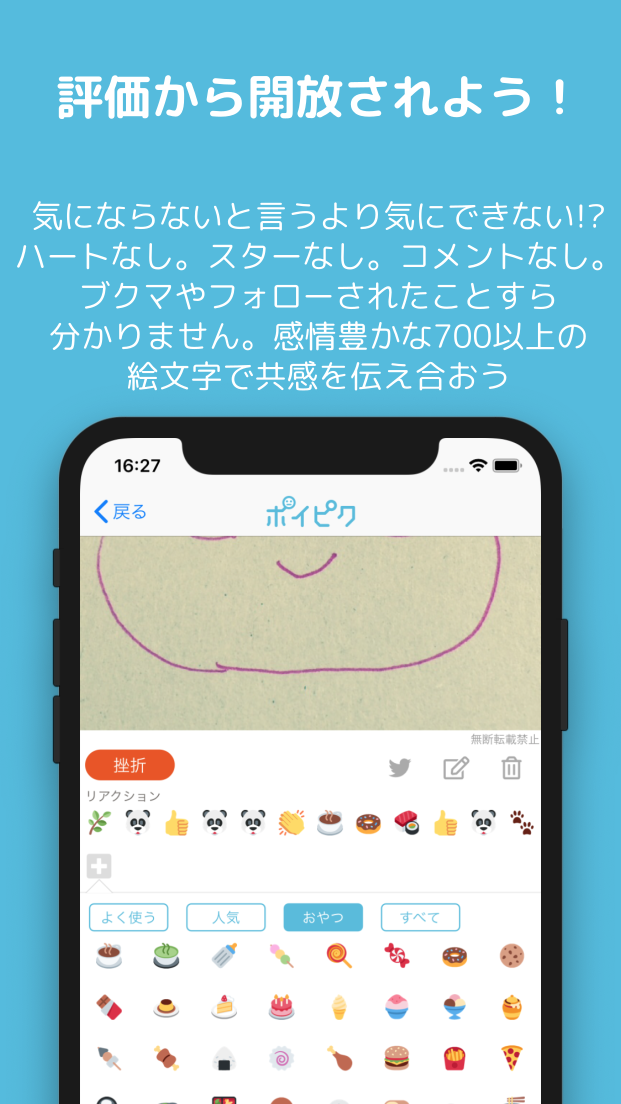 評価から開放されよう！
気にならないと言うより気にできない!?
ハートなし。スターなし。コメントなし。
ブクマやフォローされたことすら
分かりません。感情豊かな700以上の
絵文字で共感を伝え合おう
16:27
戻る
ポイピク
無断転載禁止
挫折
リアクション
よく使う 人気 おやつ すべて